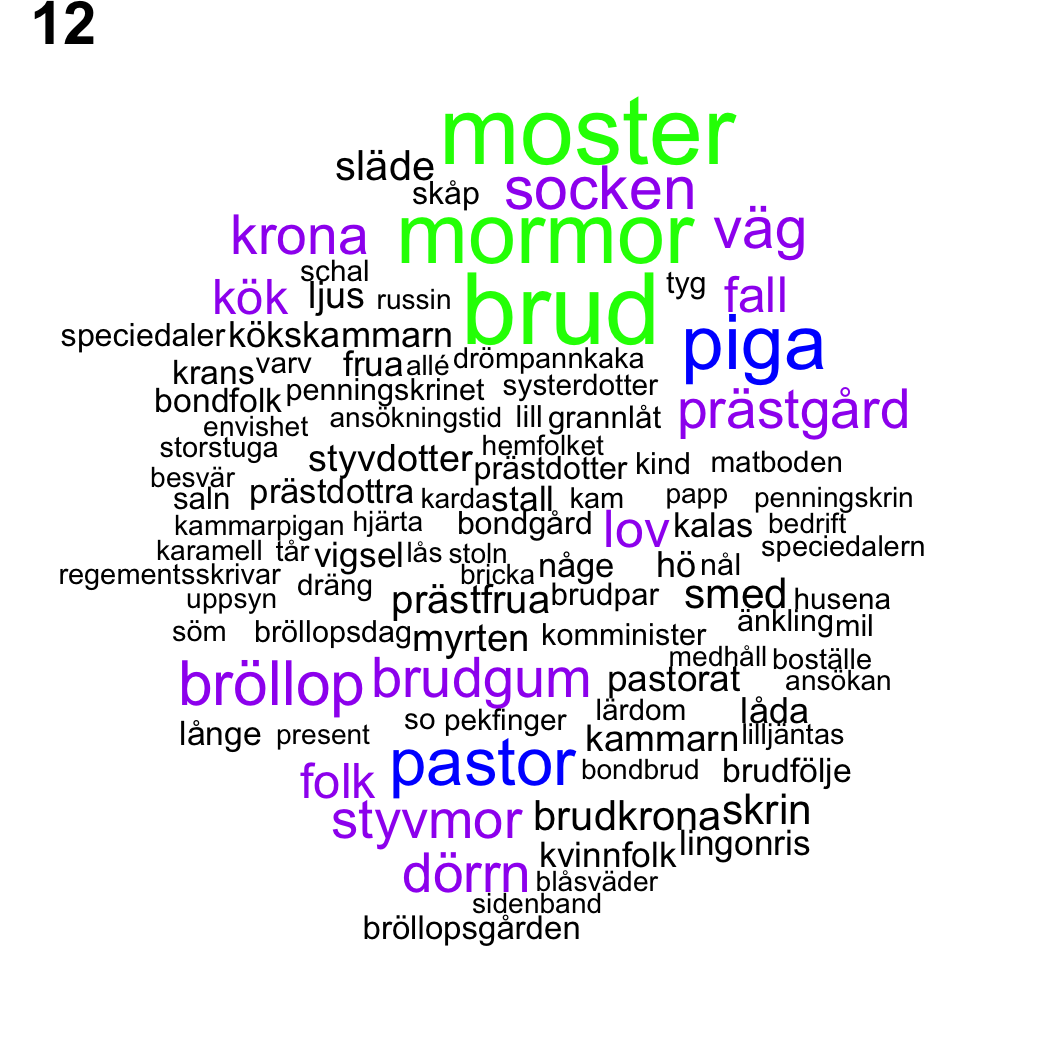 12
moster
släde
skåp socken
krona mormor väg
schal
kök ljus russin brud tyg fall
speciedaler kökskammarn piga
krans varv frua allé drömpannkaka
bondfolk penningskrinet systerdotter prästgård
envishet ansökningstid lill grannlåt
storstuga styvdotter hemfolket
prästdotter kind matboden
besvär
saln prästdottra karda stall kam papp penningskrin
kammarpigan hjärta bondgård lov kalas bedrift
karamell tår vigsel lås stoln speciedalern
regementsskrivar bricka någe hö nål
uppsyn dräng prästfrua brudpar smed husena
söm bröllopsdag myrten komminister änkling mil
medhåll boställe
bröllop brudgum pastorat ansökan
långe present so pekfinger lärdom låda
kammarn lilljäntas
folk pastor bondbrud brudfölje
styvmor brudkrona skrin
kvinnfolk lingonris
dörrn blåsväder
sidenband
bröllopsgården